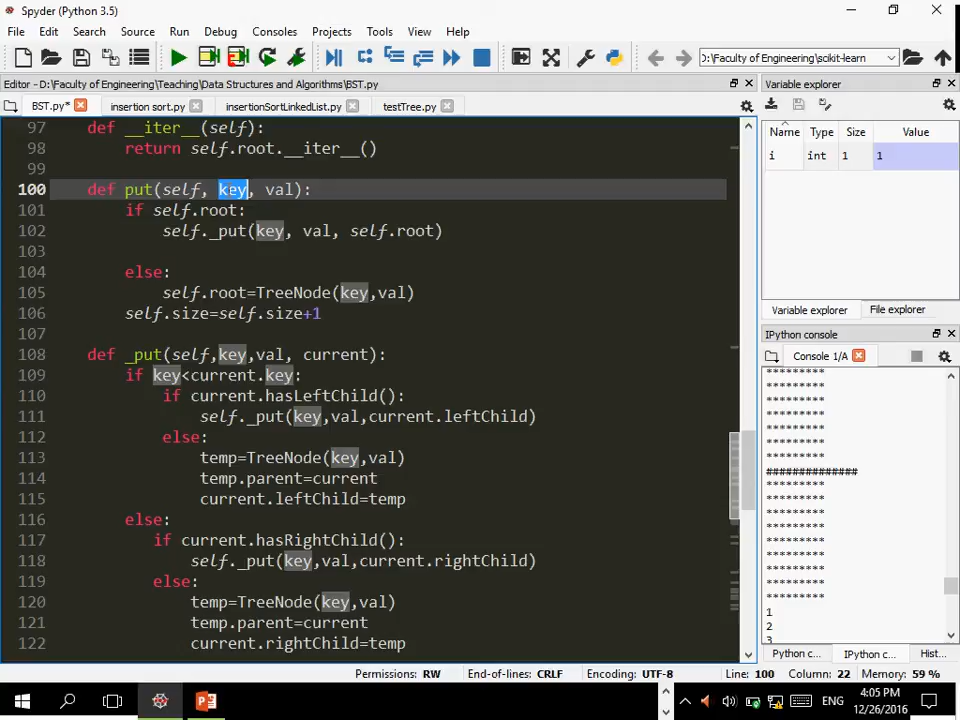 Spyder (Python 3.5)
File Edit Search Source Run Debug Consoles Projects Tools View Help
D:\Faculty of Engineering\scikit-learn
Editor - D:\Faculty of Engineering\Teaching\Data Structures and Algorithms\BST.py
Variable explorer
BST.py* insertion sort.py insertionSortLinkedList.py testTree.py
Name Type Size Value
i int 1 1
97 def __iter__(self):
98 return self.root.__iter__()
99
100 def put(self, key, val):
101 if self.root:
102 self._put(key, val, self.root)
103
104 else:
105 self.root=TreeNode(key,val)
106 self.size=self.size+1
107
108 def _put(self,key,val, current):
109 if key<current.key:
110 if current.hasLeftChild():
111 self._put(key,val,current.leftChild)
112 else:
113 temp=TreeNode(key,val)
114 temp.parent=current
115 current.leftChild=temp
116 else:
117 if current.hasRightChild():
118 self._put(key,val,current.rightChild)
119 else:
120 temp=TreeNode(key,val)
121 temp.parent=current
122 current.rightChild=temp
Variable explorer File explorer
IPython console
Console 1/A
*********
*********
*********
*********
*********
*********
*********
##############
*********
*********
*********
*********
*********
*********
*********
*********
*********
1
2
3
Python c... IPython c... Hist...
Permissions: RW End-of-lines: CRLF Encoding: UTF-8 Line: 100 Column: 22 Memory: 59 %
ENG
4:05 PM
12/26/2016